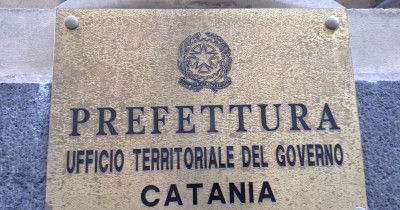 PREFETTURA
UFFICIO TERRITORIALE DEL GOVERNO
CATANIA